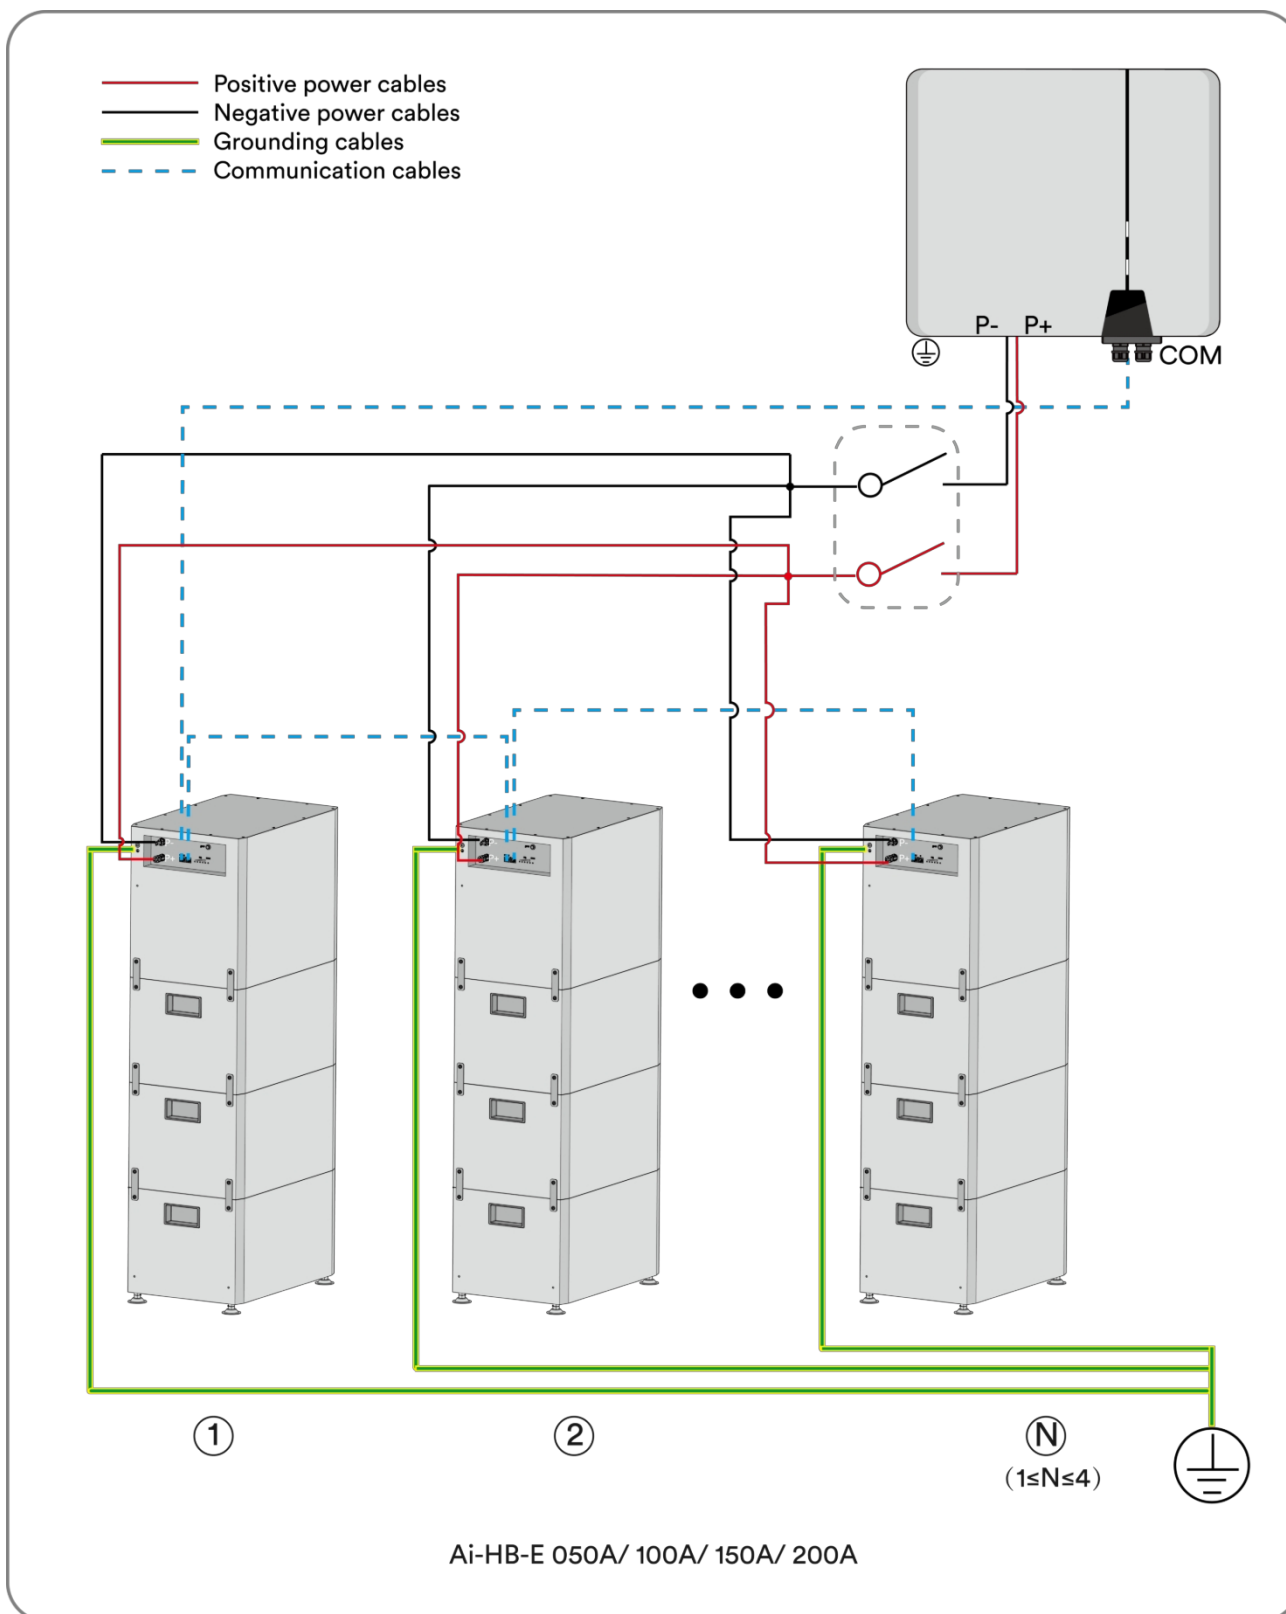 Positive power cables
Negative power cables
Grounding cables
Communication cables
P- P+
COM
P-
P+
P-
P+
P-
P+
1
2
N
(1≤N≤4)
Ai-HB-E 050A/ 100A/ 150A/ 200A